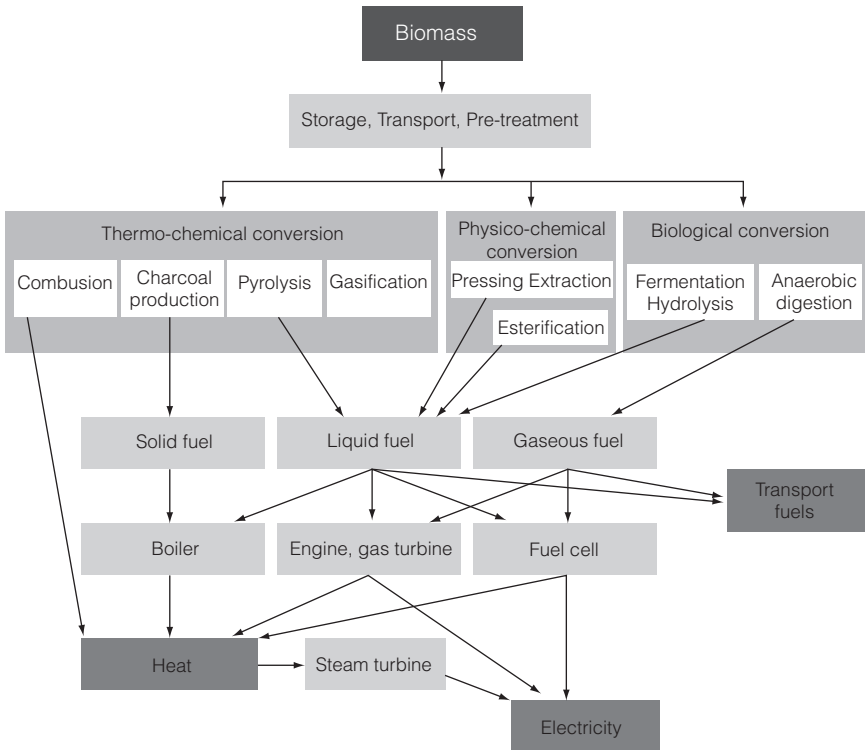 Biomass
Storage, Transport, Pre-treatment
Thermo-chemical conversion
Combusion
Charcoal
production
Pyrolysis
Gasification
Physico-chemical
conversion
Pressing Extraction
Esterification
Biological conversion
Fermentation
Hydrolysis
Anaerobic
digestion
Solid fuel
Liquid fuel
Gaseous fuel
Transport
fuels
Boiler
Engine, gas turbine
Fuel cell
Heat
Steam turbine
Electricity